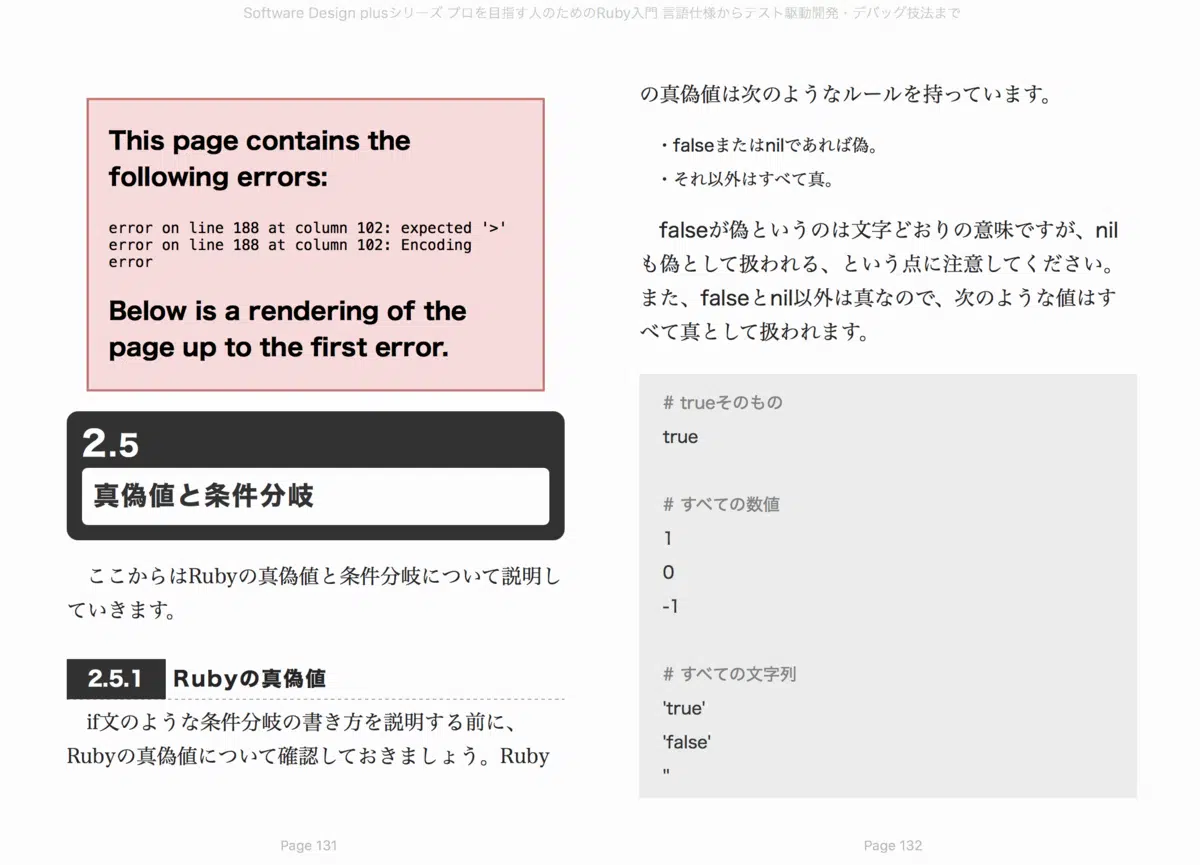 Software Design plusシリーズ プロを目指す人のためのRuby入門 言語仕様からテスト駆動開発・デバッグ技法まで
This page contains the
following errors:
error on line 188 at column 102: expected '>'
error on line 188 at column 102: Encoding
error
Below is a rendering of the
page up to the first error.
2.5
真偽値と条件分岐
ここからはRubyの真偽値と条件分岐について説明し
ていきます。
2.5.1 Rubyの真偽値
if文のような条件分岐の書き方を説明する前に、
Rubyの真偽値について確認しておきましょう。Ruby
Page 131
の真偽値は次のようなルールを持っています。
・falseまたはnilであれば偽。
・それ以外はすべて真。
falseが偽というのは文字どおりの意味ですが、nil
も偽として扱われる、という点に注意してください。
また、falseとnil以外は真なので、次のような値はす
べて真として扱われます。
# trueそのもの
true
# すべての数値
1
0
-1
# すべての文字列
'true'
'false'
''
Page 132